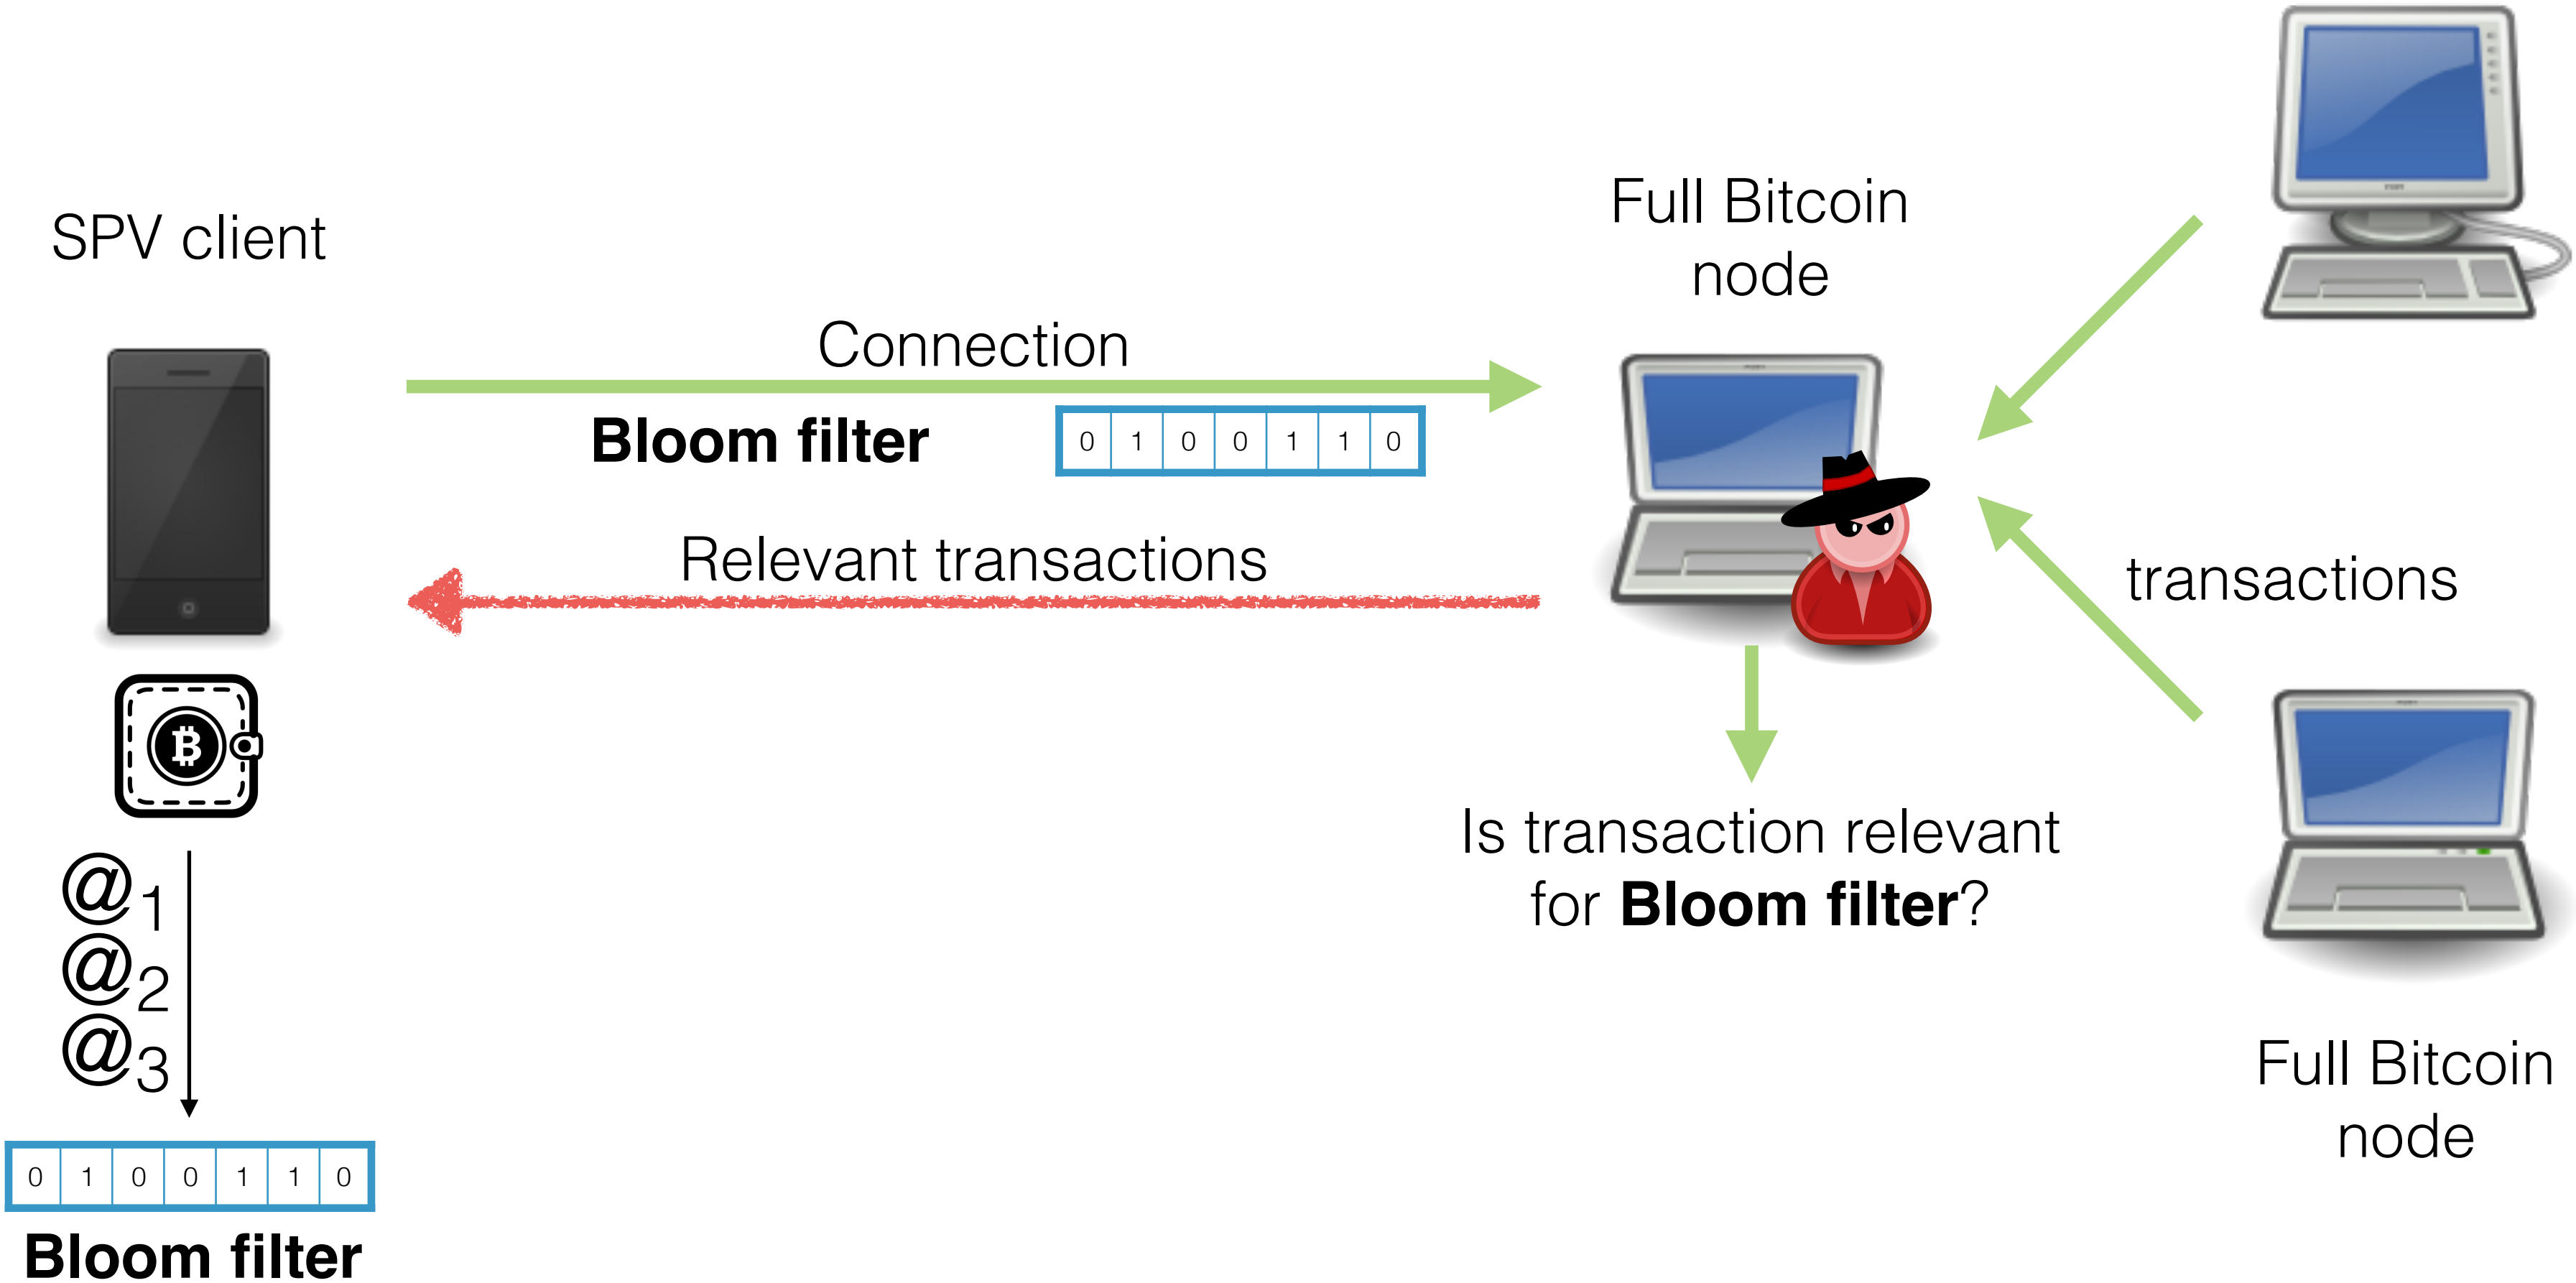 SPV client
Full Bitcoin
node
Connection
Bloom filter
0 1 0 0 1 1 0
Relevant transactions
transactions
Is transaction relevant
for Bloom filter?
@1
@2
@3
0 1 0 0 1 1 0
Bloom filter
Full Bitcoin
node